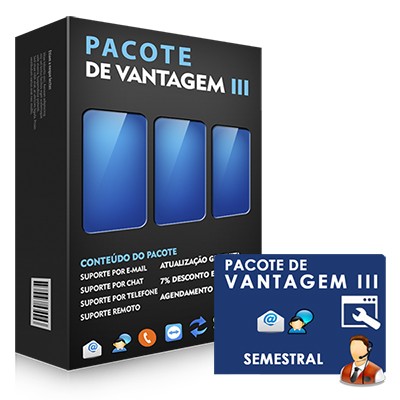 PACOTE
DE VANTAGEM III
CONTEÚDO DO PACOTE
SUPORTE POR E-MAIL
SUPORTE POR CHAT
SUPORTE POR TELEFONE
SUPORTE REMOTO
ATUALIZAÇÃO
7% DESCONTO
AGENDAMENTO
PACOTE DE
VANTAGEM III
SEMESTRAL